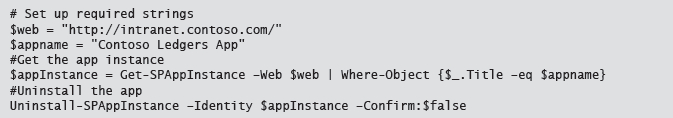 # Set up required strings
$web = "http://intranet.contoso.com/"
$appname = "Contoso Ledgers App"
#Get the app instance
$appInstance = Get-SPAppInstance –Web $web | Where-Object {$_.Title -eq $appname}
#Uninstall the app
Uninstall-SPAppInstance –Identity $appInstance –Confirm:$false